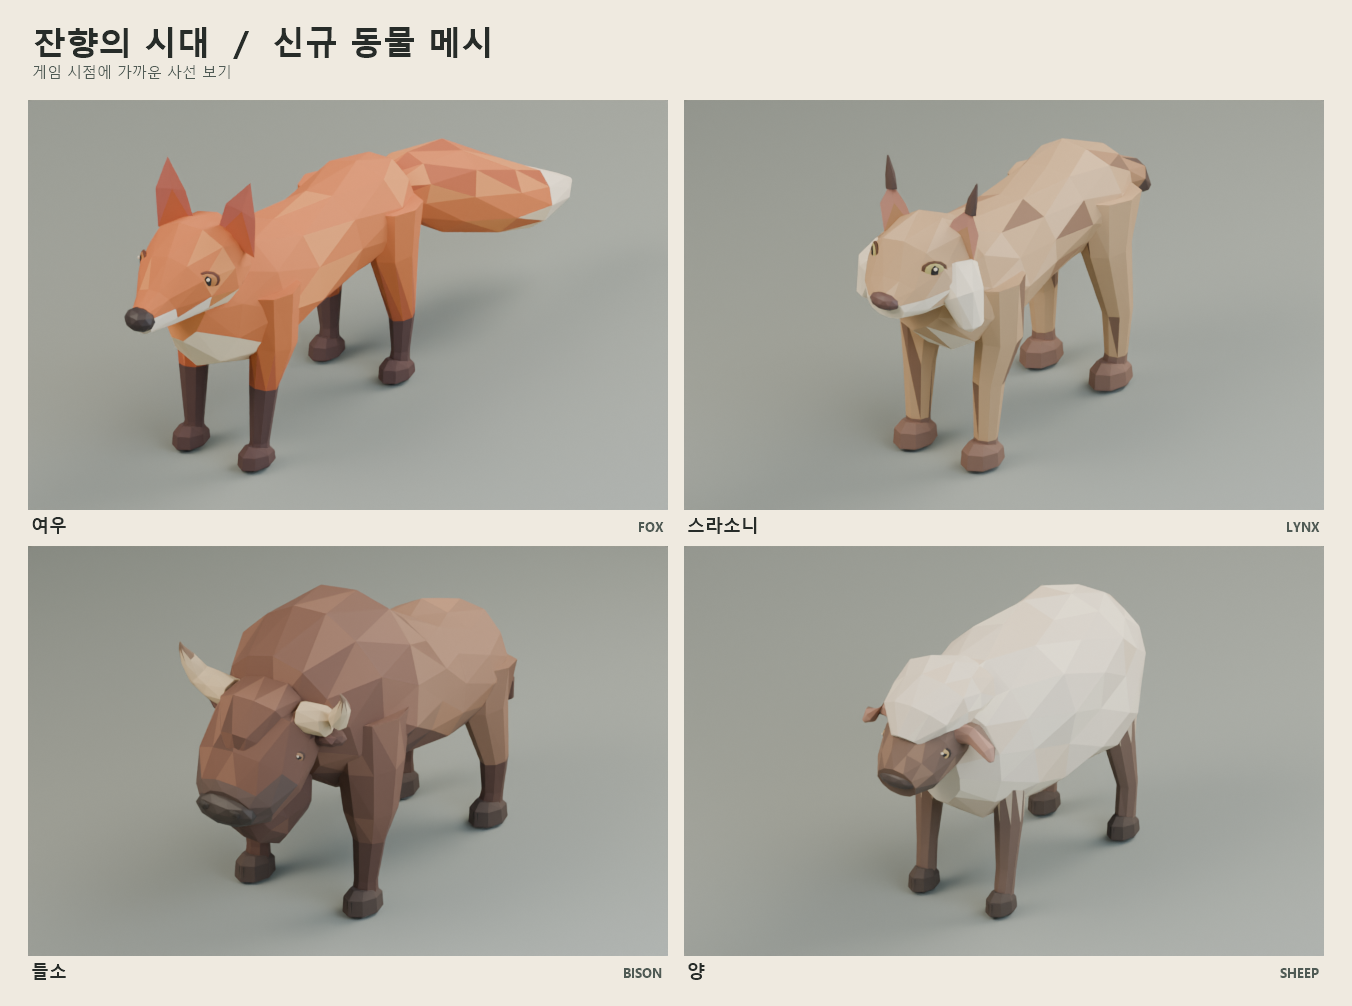 잔향의 시대 / 신규 동물 메시
게임 시점에 가까운 사선 보기
여우 FOX
스라소니 LYNX
들소 BISON
양 SHEEP